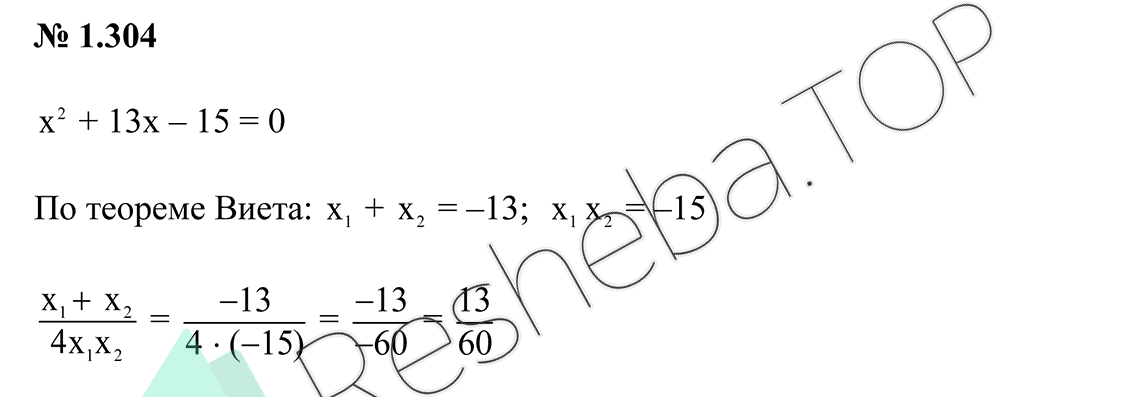 № 1.304
x² + 13x – 15 = 0
По теореме Виета: x₁ + x₂ = –13; x₁ x₂ = –15
(x₁ + x₂)/(4x₁x₂) = –13/(4 · (–15)) = –13/–60 = 13/60
Resheba.TOP